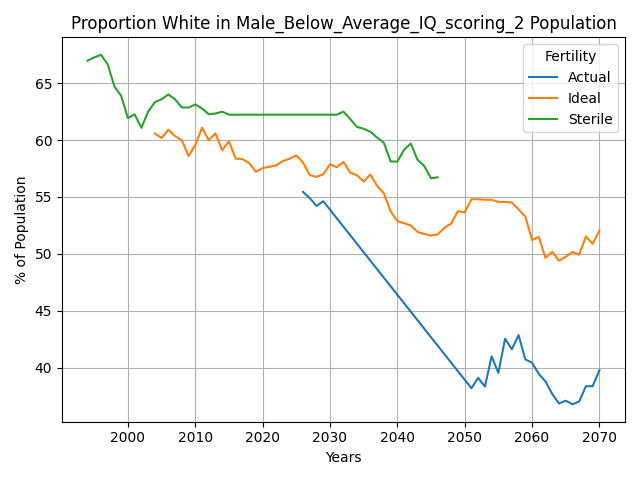 Proportion White in Male_Below_Average_IQ_scoring_2 Population
Fertility
Actual
Ideal
Sterile
% of Population
65
60
55
50
45
40
2000
2010
2020
2030
2040
2050
2060
2070
Years